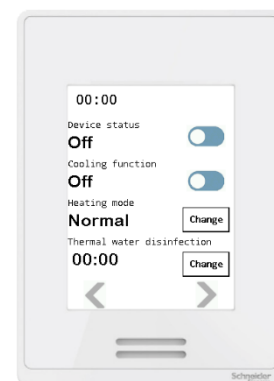 00:00
Device status
Off
Cooling function
Off
Heating mode
Normal
Change
Thermal water disinfection
00:00
Change
Schneider